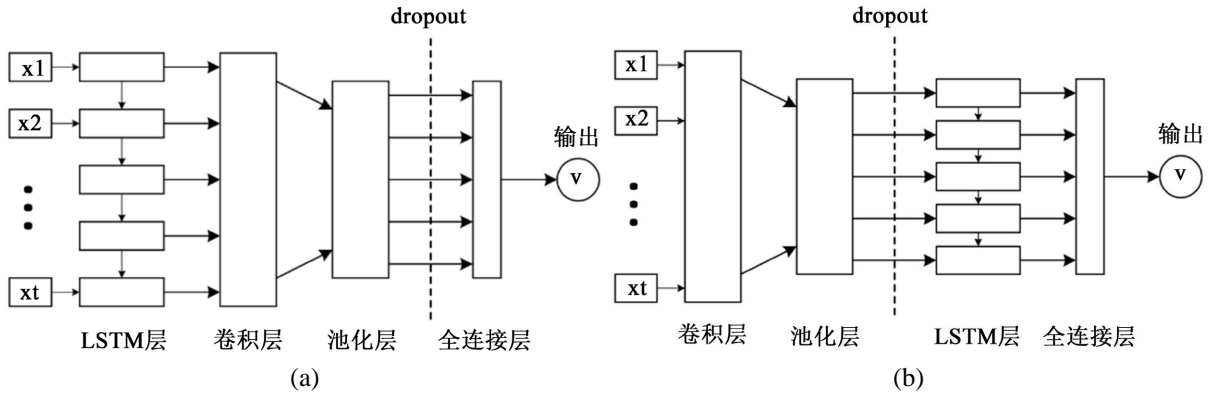 dropout
x1
x2
xt
输出
v
LSTM层
卷积层
池化层
全连接层
(a)
dropout
x1
x2
xt
输出
v
卷积层
池化层
LSTM层
全连接层
(b)